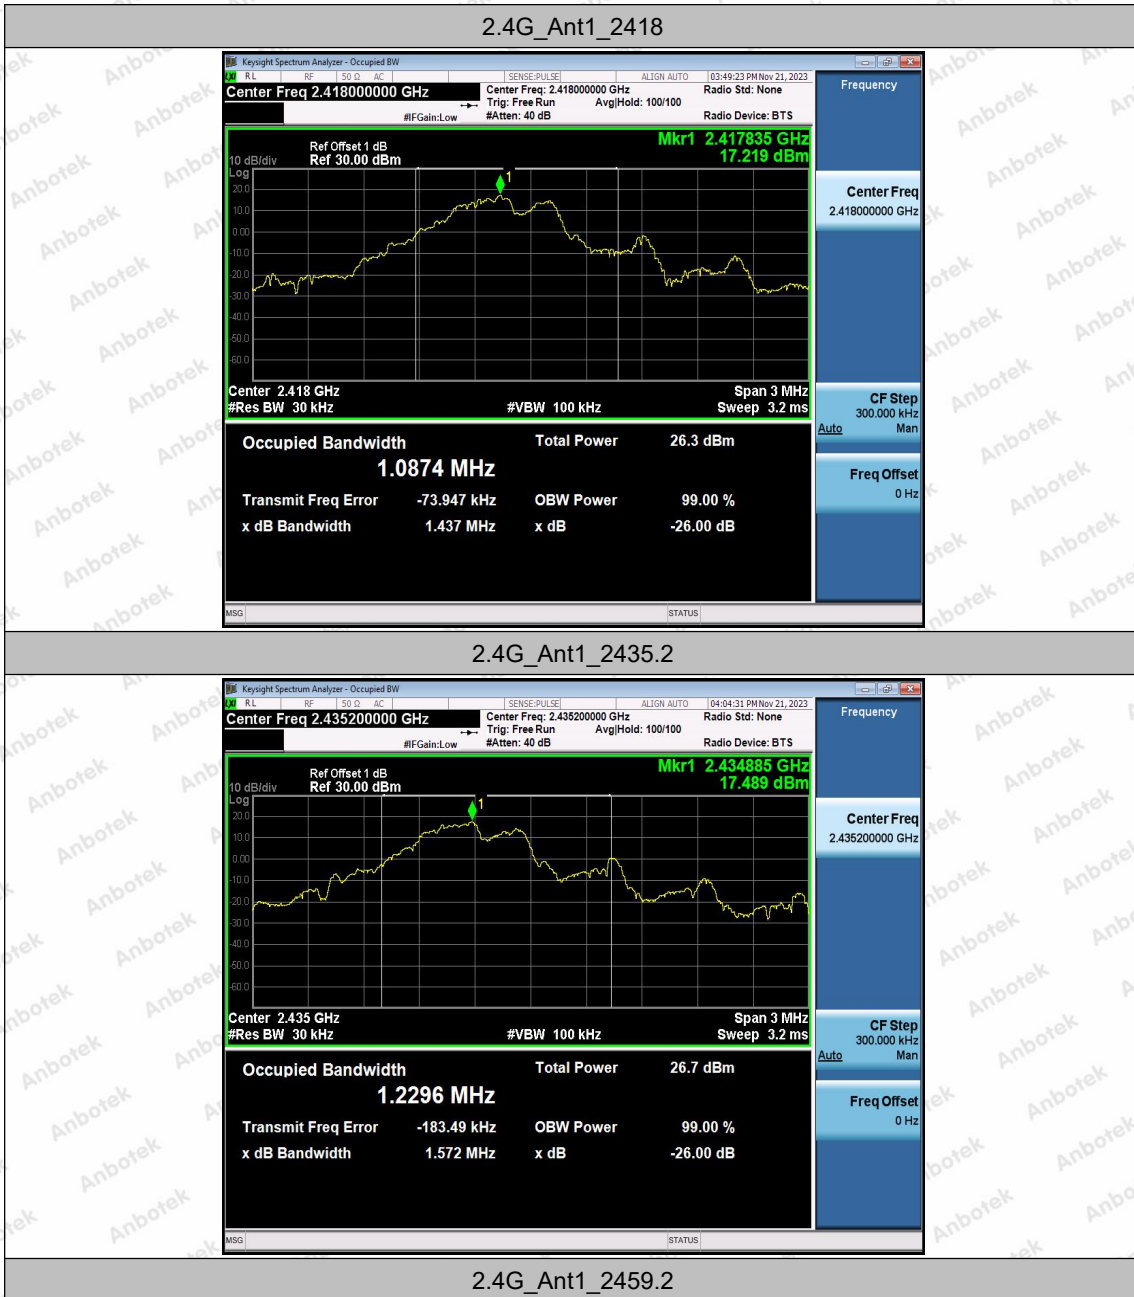 2.4G_Ant1_2418
Keysight Spectrum Analyzer - Occupied BW
LXI RL RF 50 Ω AC SENSE:PULSE ALIGN AUTO 03:49:23 PM Nov 21, 2023
Center Freq 2.418000000 GHz
Center Freq: 2.418000000 GHz Radio Std: None
Trig: Free Run Avg|Hold: 100/100
#IFGain:Low #Atten: 40 dB Radio Device: BTS
Frequency
Mkr1 2.417835 GHz
17.219 dBm
Ref Offset 1 dB
10 dB/div Ref 30.00 dBm
Log
1
20.0
10.0
0.00
-10.0
-20.0
-30.0
-40.0
-50.0
-60.0
Center Freq
2.418000000 GHz
Center 2.418 GHz Span 3 MHz
#Res BW 30 kHz #VBW 100 kHz Sweep 3.2 ms
CF Step
300.000 kHz
Auto Man
Freq Offset
0 Hz
Occupied Bandwidth Total Power 26.3 dBm
1.0874 MHz
Transmit Freq Error -73.947 kHz OBW Power 99.00 %
x dB Bandwidth 1.437 MHz x dB -26.00 dB
MSG STATUS
2.4G_Ant1_2435.2
Keysight Spectrum Analyzer - Occupied BW
LXI RL RF 50 Ω AC SENSE:PULSE ALIGN AUTO 04:04:31 PM Nov 21, 2023
Center Freq 2.435200000 GHz
Center Freq: 2.435200000 GHz Radio Std: None
Trig: Free Run Avg|Hold: 100/100
#IFGain:Low #Atten: 40 dB Radio Device: BTS
Frequency
Mkr1 2.434885 GHz
17.489 dBm
Ref Offset 1 dB
10 dB/div Ref 30.00 dBm
Log
1
20.0
10.0
0.00
-10.0
-20.0
-30.0
-40.0
-50.0
-60.0
Center Freq
2.435200000 GHz
Center 2.435 GHz Span 3 MHz
#Res BW 30 kHz #VBW 100 kHz Sweep 3.2 ms
CF Step
300.000 kHz
Auto Man
Freq Offset
0 Hz
Occupied Bandwidth Total Power 26.7 dBm
1.2296 MHz
Transmit Freq Error -183.49 kHz OBW Power 99.00 %
x dB Bandwidth 1.572 MHz x dB -26.00 dB
MSG STATUS
2.4G_Ant1_2459.2